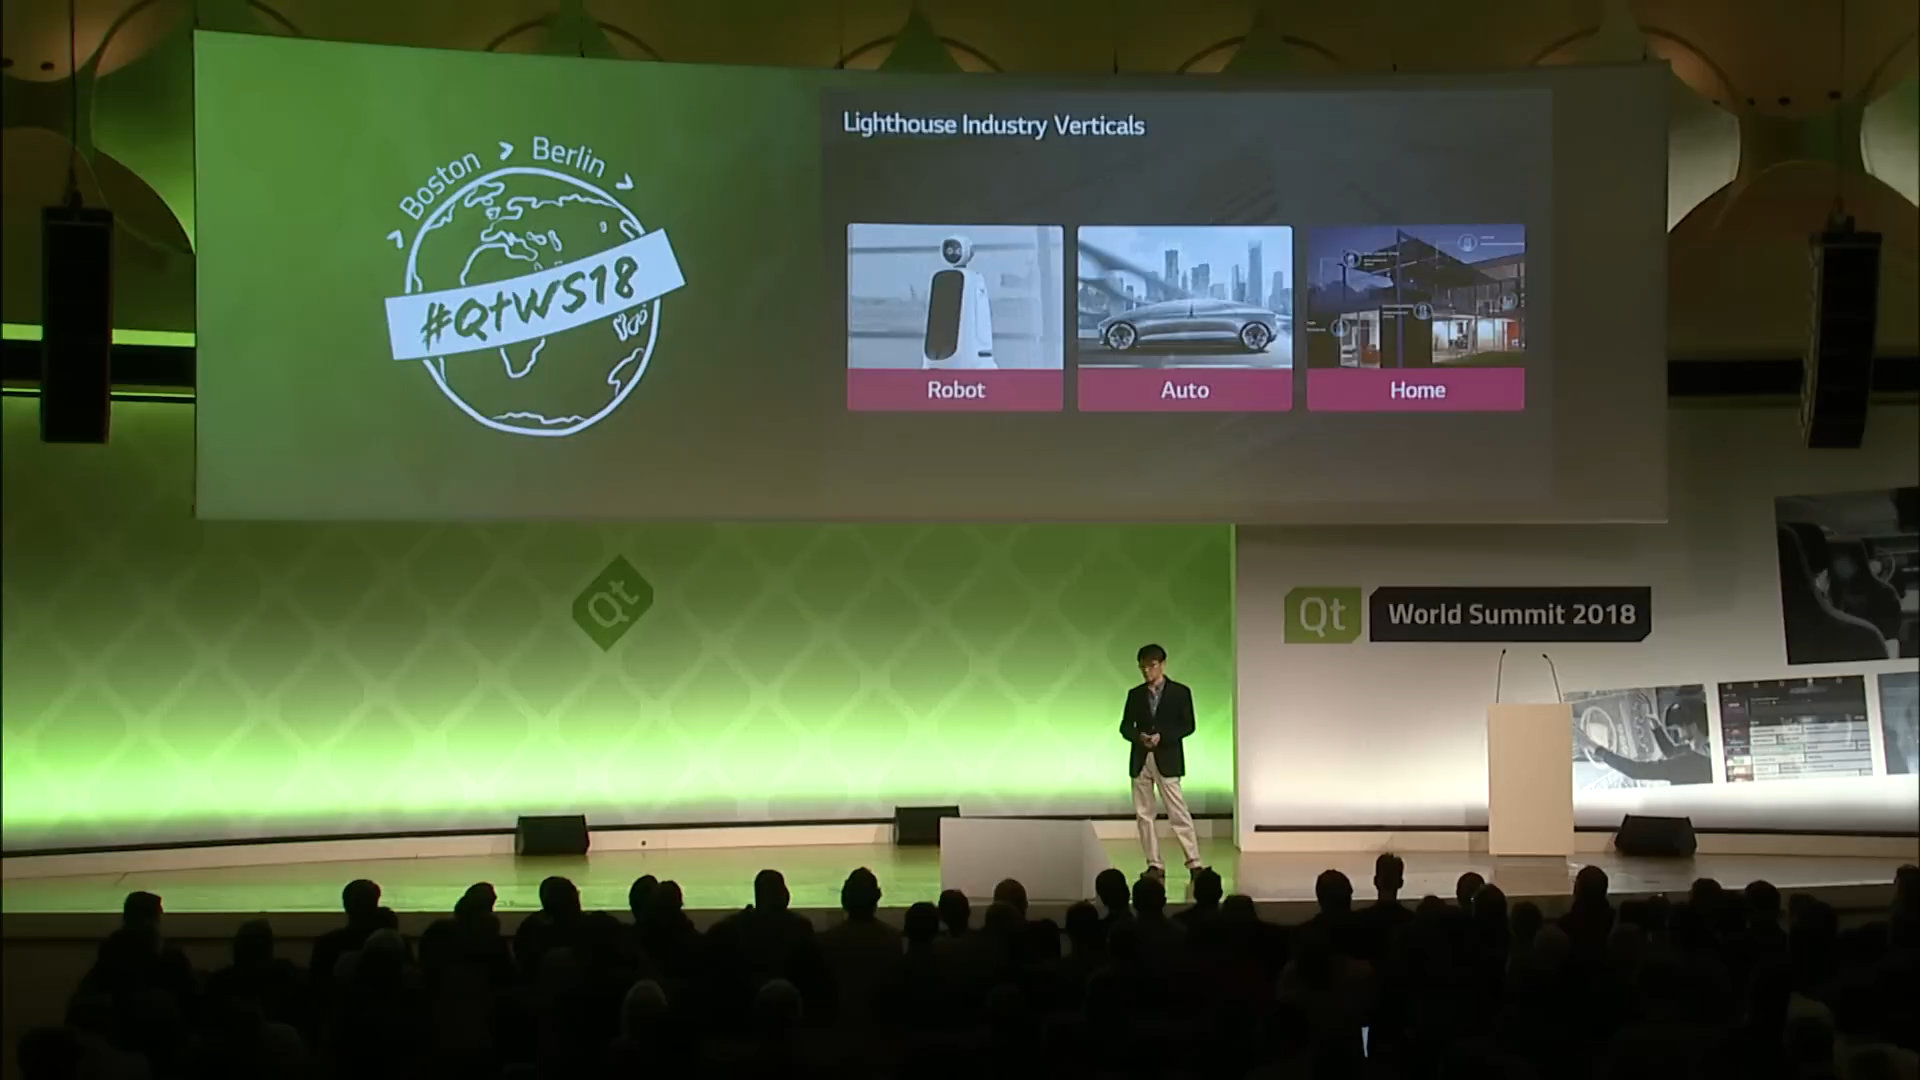 > Boston > Berlin >
#QtWS18
Lighthouse Industry Verticals
Robot
Auto
Home
Qt
Qt
World Summit 2018